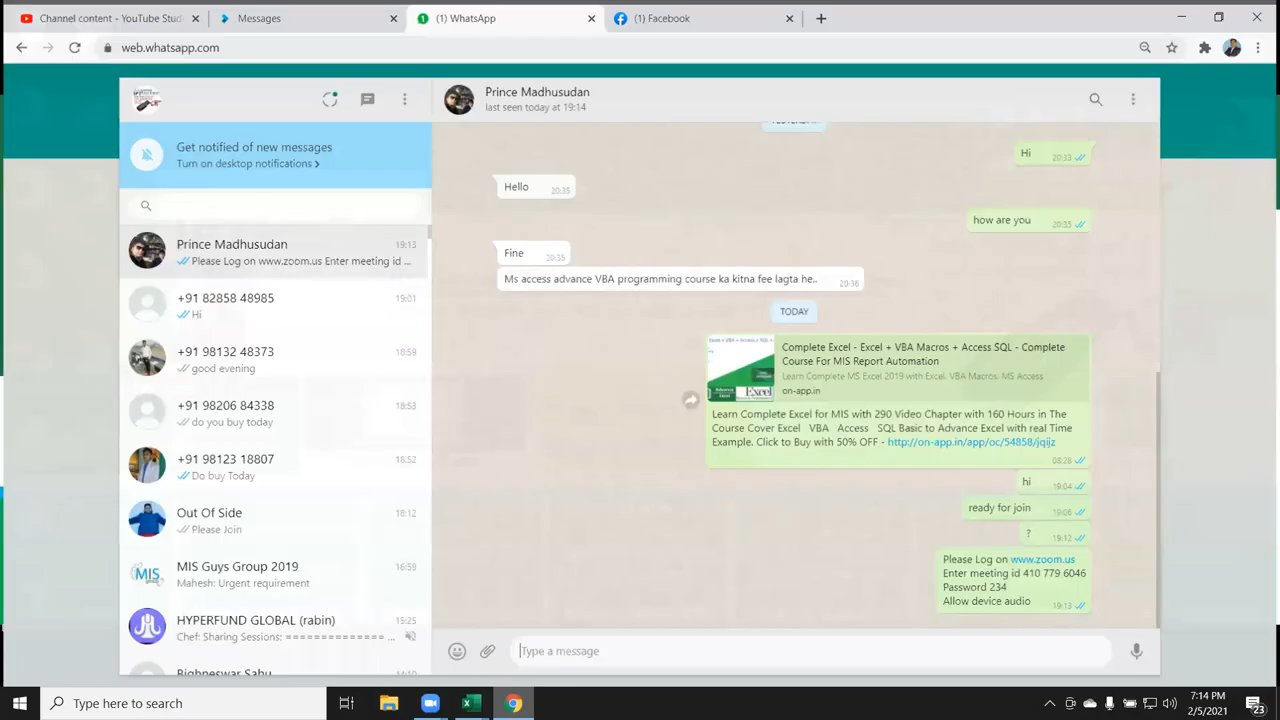 Channel content - YouTube Stud
Messages
(1) WhatsApp
(1) Facebook
web.whatsapp.com
Get notified of new messages
Turn on desktop notifications >
Prince Madhusudan
19:13
Please Log on www.zoom.us Enter meeting id ...
+91 82858 48985
19:01
Hi
+91 98132 48373
18:59
good evening
+91 98206 84338
18:53
do you buy today
+91 98123 18807
18:52
Do buy Today
Out Of Side
18:12
Please Join
MIS Guys Group 2019
16:59
Mahesh: Urgent requirement
HYPERFUND GLOBAL (rabin)
15:25
Chef: Sharing Sessions: ============== ...
Bighneswar Sahu
14:10
Prince Madhusudan
last seen today at 19:14
YESTERDAY
Hi 20:33
Hello 20:35
how are you 20:35
Fine 20:35
Ms access advance VBA programming course ka kitna fee lagta he.. 20:36
TODAY
Complete Excel - Excel + VBA Macros + Access SQL - Complete
Course For MIS Report Automation
Learn Complete MS Excel 2019 with Excel, VBA Macros, MS Access
on-app.in
Learn Complete Excel for MIS with 290 Video Chapter with 160 Hours in The
Course Cover Excel VBA Access SQL Basic to Advance Excel with real Time
Example. Click to Buy with 50% OFF - http://on-app.in/app/oc/54858/jqijz
08:28
hi 19:04
ready for join 19:06
? 19:12
Please Log on www.zoom.us
Enter meeting id 410 779 6046
Password 234
Allow device audio 19:13
Type a message
Type here to search
7:14 PM
2/5/2021
23